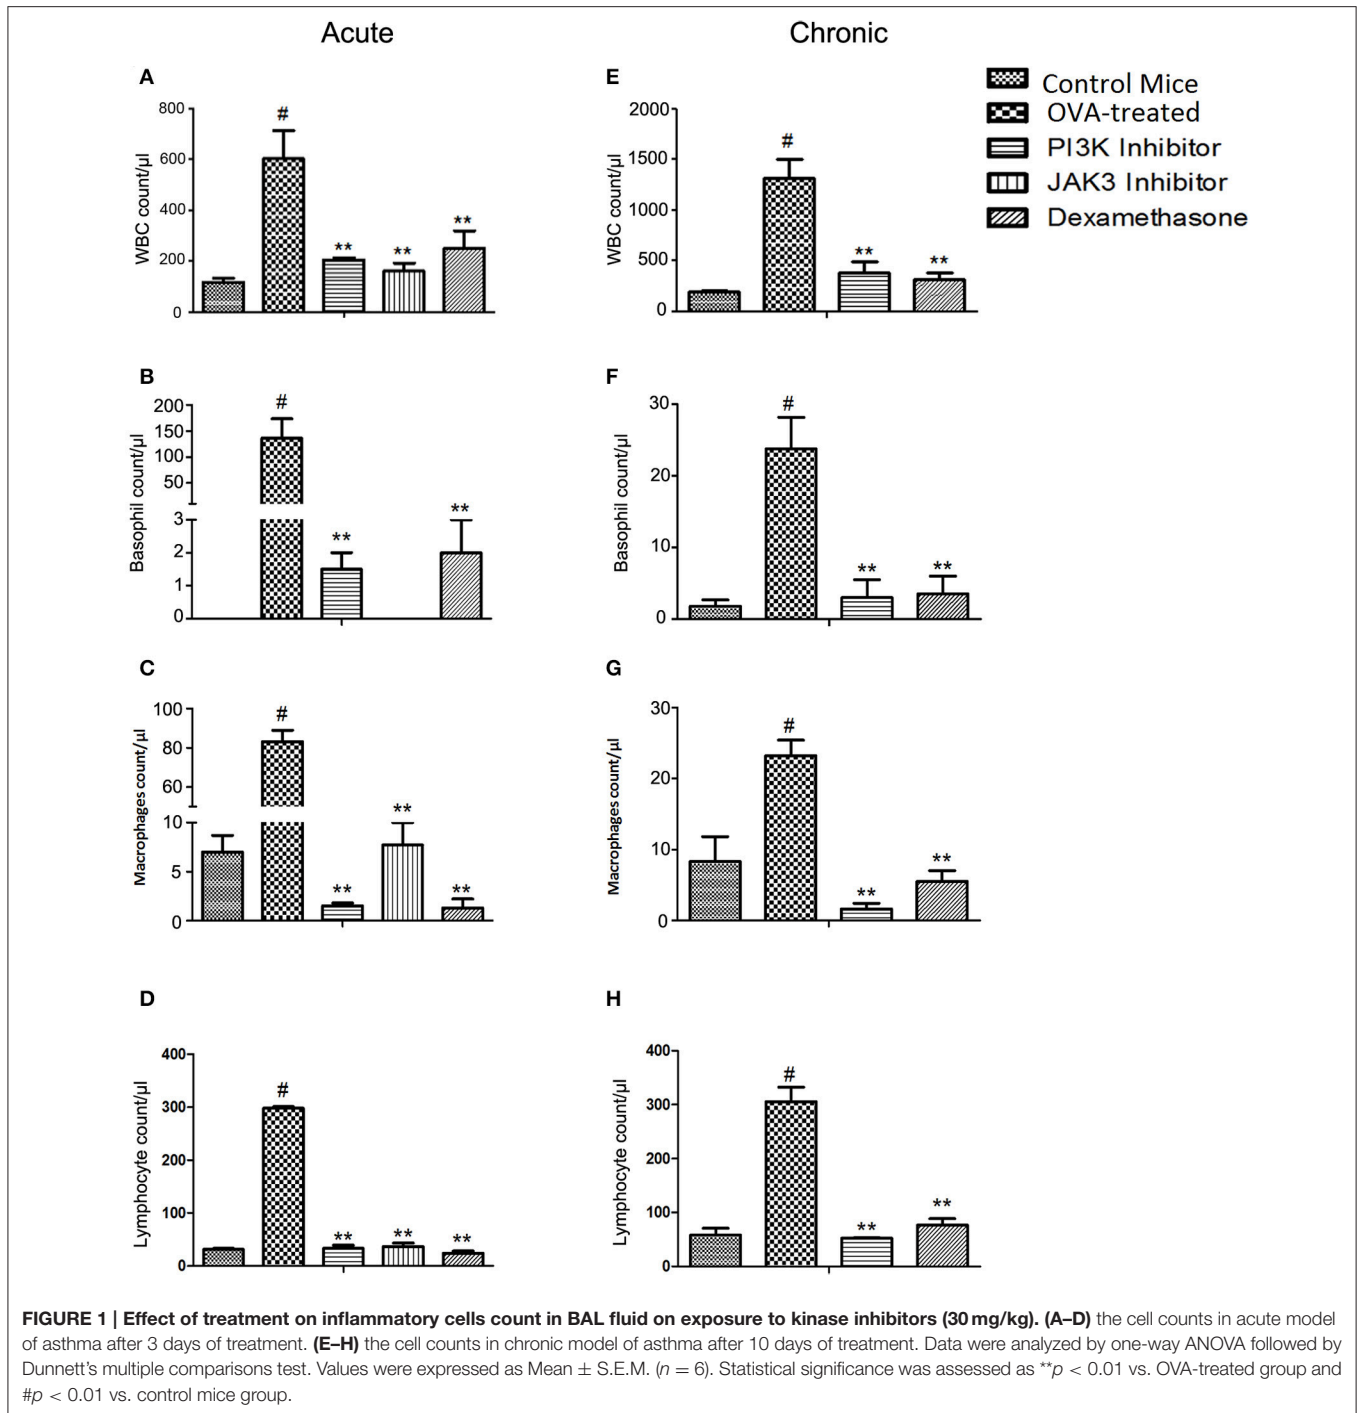 Acute
Chronic
Control Mice
OVA-treated
PI3K Inhibitor
JAK3 Inhibitor
Dexamethasone
A
WBC count/µl
800
600
400
200
0
#
**
**
**
E
WBC count/µl
2000
1500
1000
500
0
#
**
**
B
Basophil count/µl
200
150
100
50
3
2
1
0
#
**
**
F
Basophil count/µl
30
20
10
0
#
**
**
C
Macrophages count/µl
100
80
60
10
5
0
#
**
**
**
G
Macrophages count/µl
30
20
10
0
#
**
**
D
Lymphocyte count/µl
400
300
200
100
0
#
**
**
**
H
Lymphocyte count/µl
400
300
200
100
0
#
**
**
FIGURE 1 | Effect of treatment on inflammatory cells count in BAL fluid on exposure to kinase inhibitors (30 mg/kg). (A–D) the cell counts in acute model
of asthma after 3 days of treatment. (E–H) the cell counts in chronic model of asthma after 10 days of treatment. Data were analyzed by one-way ANOVA followed by
Dunnett's multiple comparisons test. Values were expressed as Mean ± S.E.M. (n = 6). Statistical significance was assessed as **p < 0.01 vs. OVA-treated group and
#p < 0.01 vs. control mice group.